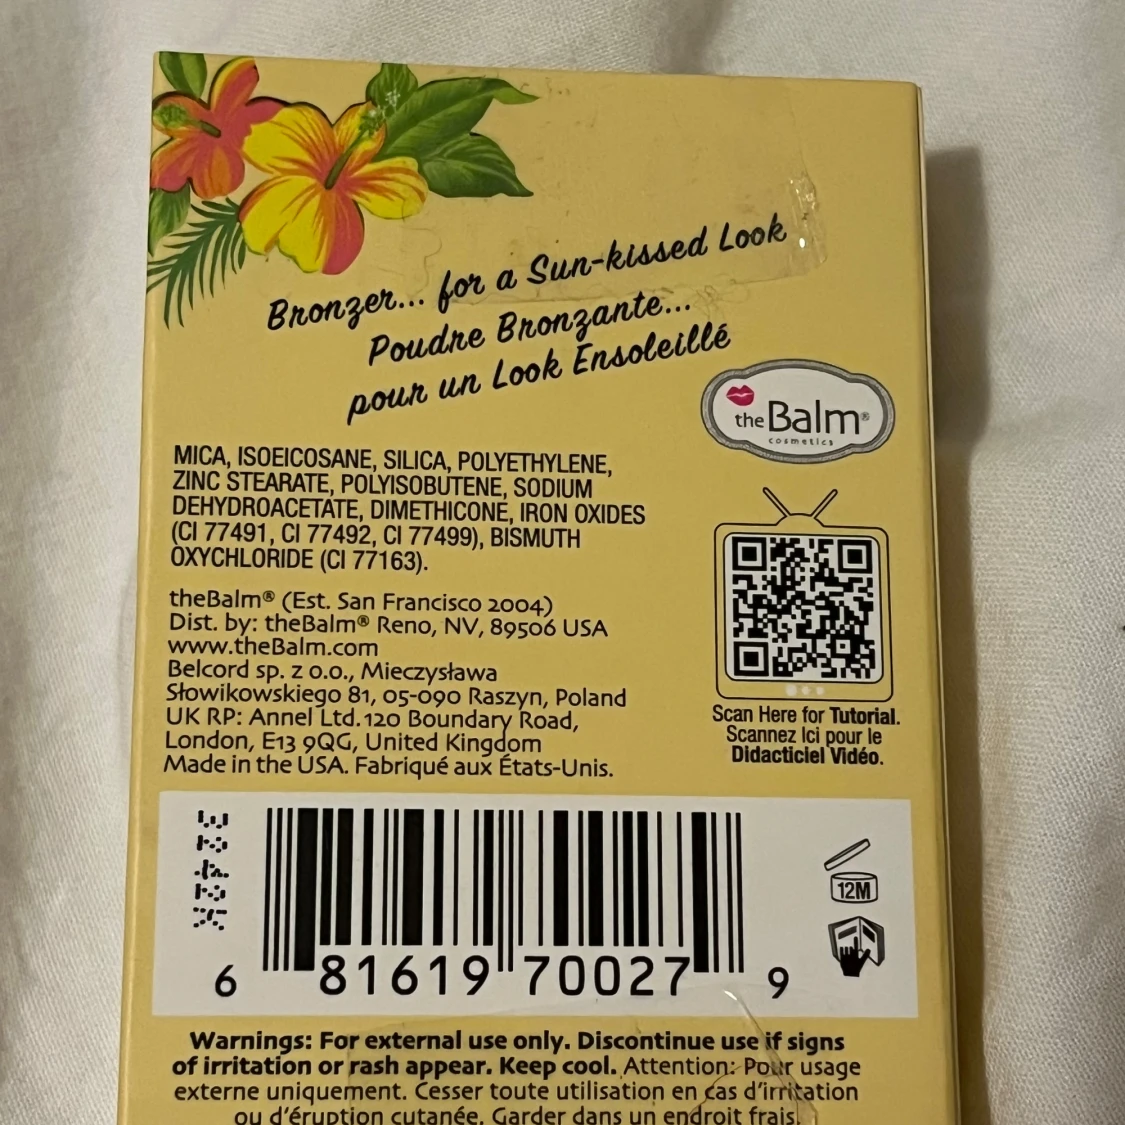 Bronzer... for a Sun-kissed Look
Poudre Bronzante...
pour un Look Ensoleillé
the Balm®
cosmetics
MICA, ISOEICOSANE, SILICA, POLYETHYLENE,
ZINC STEARATE, POLYISOBUTENE, SODIUM
DEHYDROACETATE, DIMETHICONE, IRON OXIDES
(CI 77491, CI 77492, CI 77499), BISMUTH
OXYCHLORIDE (CI 77163).
theBalm® (Est. San Francisco 2004)
Dist. by: theBalm® Reno, NV, 89506 USA
www.theBalm.com
Belcord sp. z o.o., Mieczysława
Słowikowskiego 81, 05-090 Raszyn, Poland
UK RP: Annel Ltd. 120 Boundary Road,
London, E13 9QG, United Kingdom
Made in the USA. Fabriqué aux États-Unis.
Scan Here for Tutorial.
Scannez Ici pour le
Didacticiel Vidéo.
12M
6 81619 70027 9
Warnings: For external use only. Discontinue use if signs
of irritation or rash appear. Keep cool. Attention: Pour usage
externe uniquement. Cesser toute utilisation en cas d'irritation
ou d'éruption cutanée. Garder dans un endroit frais.